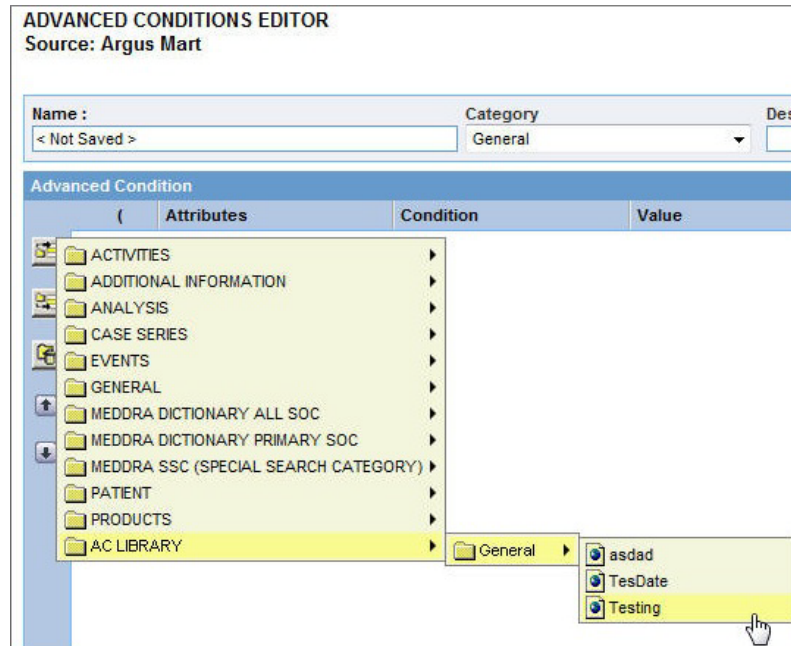 ADVANCED CONDITIONS EDITOR
Source: Argus Mart
Name : Category Des
< Not Saved > General
Advanced Condition
( Attributes Condition Value
ACTIVITIES
ADDITIONAL INFORMATION
ANALYSIS
CASE SERIES
EVENTS
GENERAL
MEDDRA DICTIONARY ALL SOC
MEDDRA DICTIONARY PRIMARY SOC
MEDDRA SSC (SPECIAL SEARCH CATEGORY)
PATIENT
PRODUCTS
AC LIBRARY General asdad
TesDate
Testing